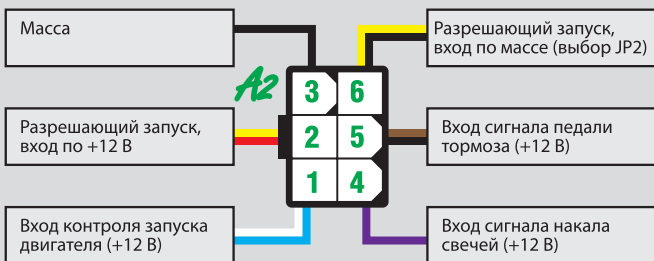 Масса
Разрешающий запуск,
вход по массе (выбор JP2)
A2
3 6
Разрешающий запуск,
вход по +12 В
2 5
Вход сигнала педали
тормоза (+12 В)
1 4
Вход контроля запуска
двигателя (+12 В)
Вход сигнала накала
свечей (+12 В)